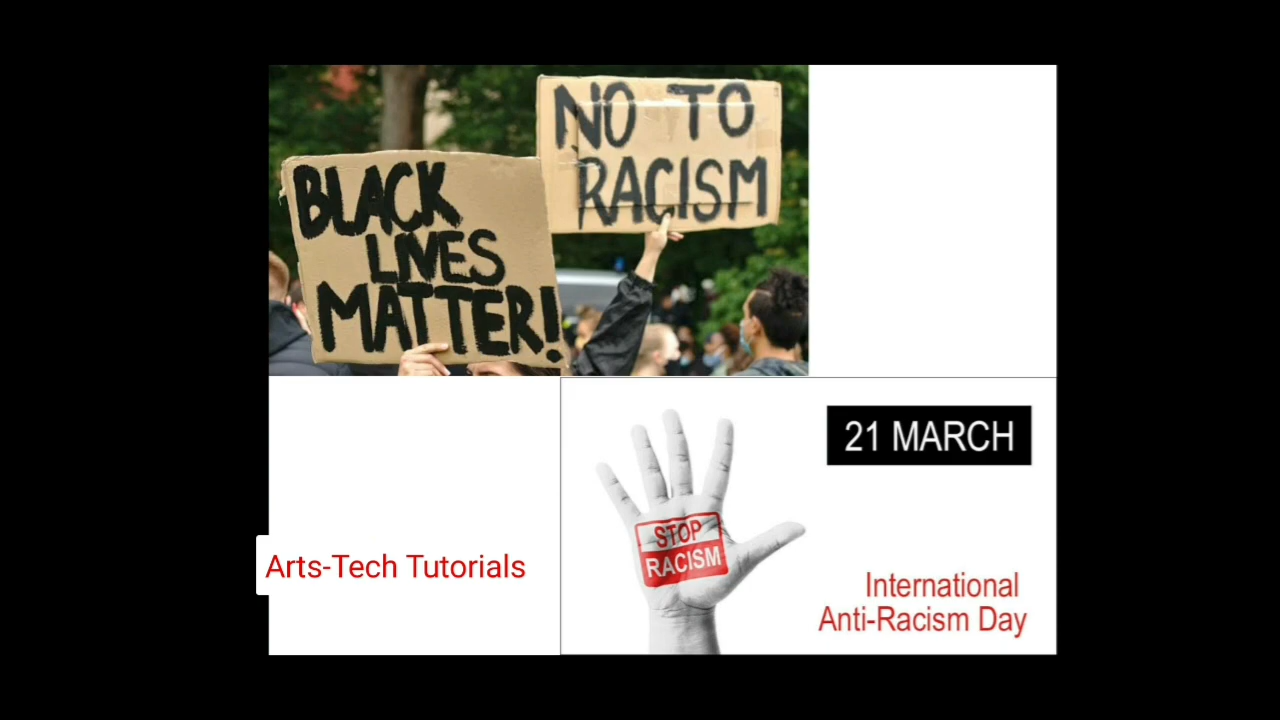 NO TO
RACISM
BLACK
LIVES
MATTER!
21 MARCH
STOP
RACISM
Arts-Tech Tutorials
International
Anti-Racism Day